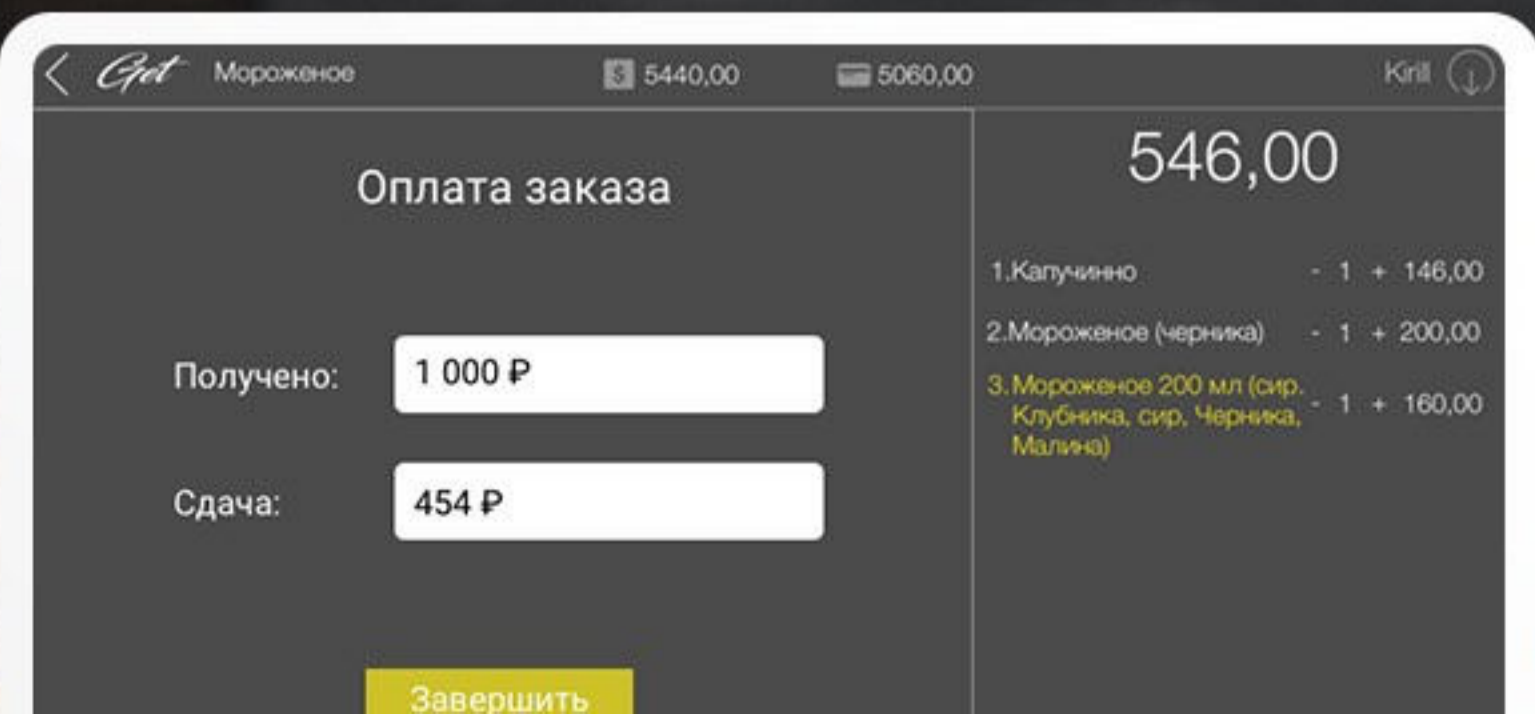 Get Мороженое 5440,00 5060,00 Kirill
Оплата заказа
Получено: 1 000 ₽
Сдача: 454 ₽
Завершить
546,00
1.Капучинно - 1 + 146,00
2.Мороженое (черника) - 1 + 200,00
3.Мороженое 200 мл (сир.
Клубника, сир, Черника,
Малина) - 1 + 160,00